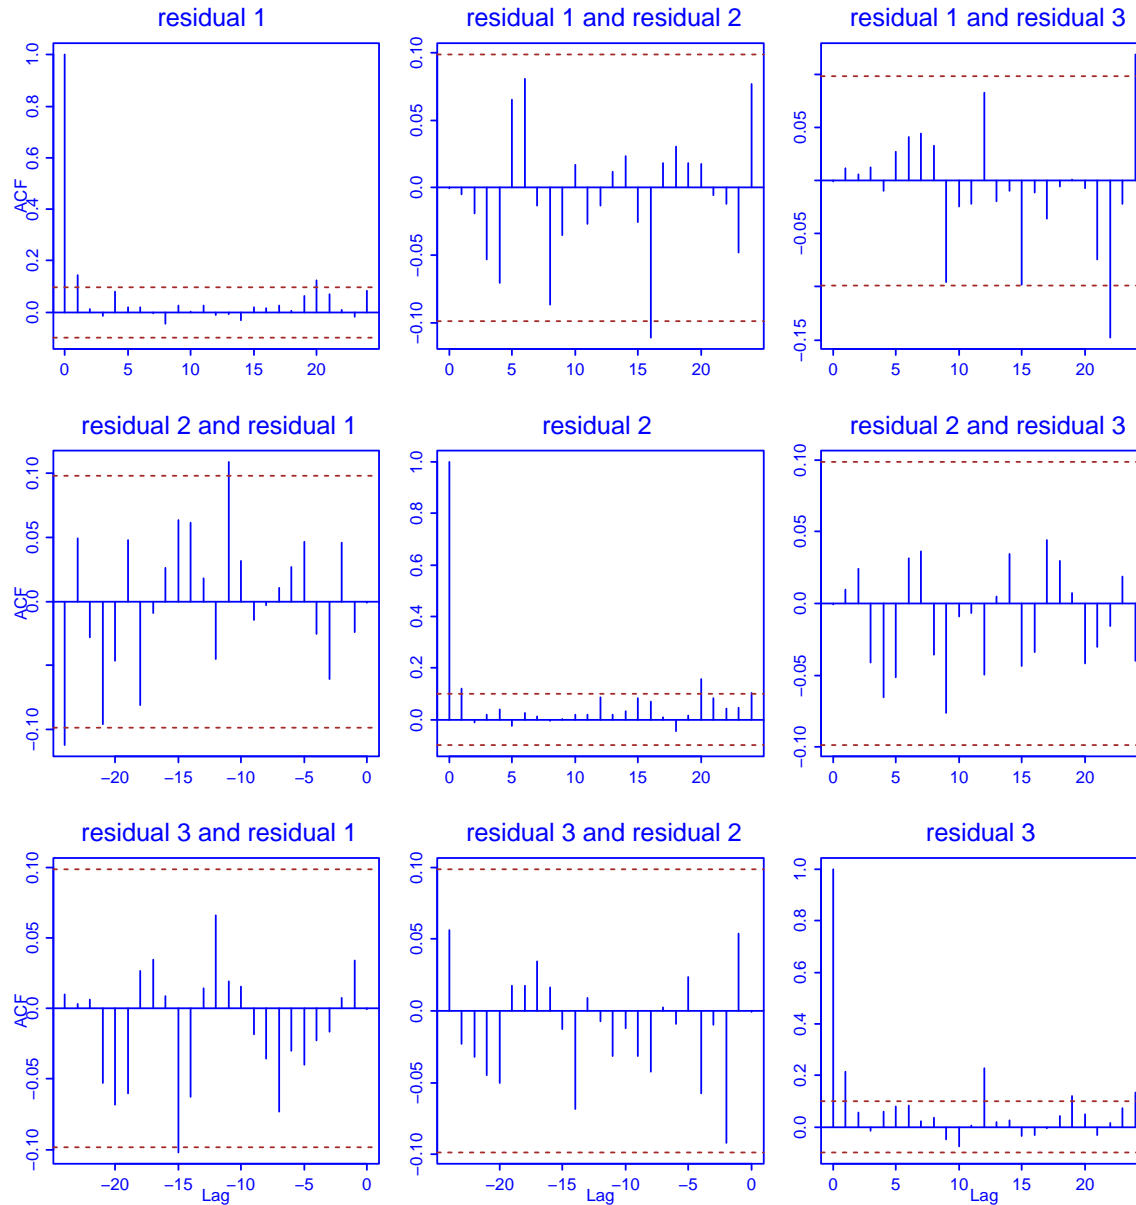 residual 1
residual 1 and residual 2
residual 1 and residual 3
ACF
0.0 0.2 0.4 0.6 0.8 1.0
0 5 10 15 20
−0.10 −0.05 0.00 0.05 0.10
0 5 10 15 20
−0.15 −0.05 0.05
0 5 10 15 20
residual 2 and residual 1
residual 2
residual 2 and residual 3
ACF
−0.10 0.0 0.05 0.10
−20 −15 −10 −5 0
0.0 0.2 0.4 0.6 0.8 1.0
0 5 10 15 20
−0.10 −0.05 0.0 0.05 0.10
0 5 10 15 20
residual 3 and residual 1
residual 3 and residual 2
residual 3
ACF
−0.10 −0.05 0.0 0.05 0.10
−20 −15 −10 −5 0
Lag
−0.10 −0.05 0.0 0.05 0.10
−20 −15 −10 −5 0
0.0 0.2 0.4 0.6 0.8 1.0
0 5 10 15 20
Lag